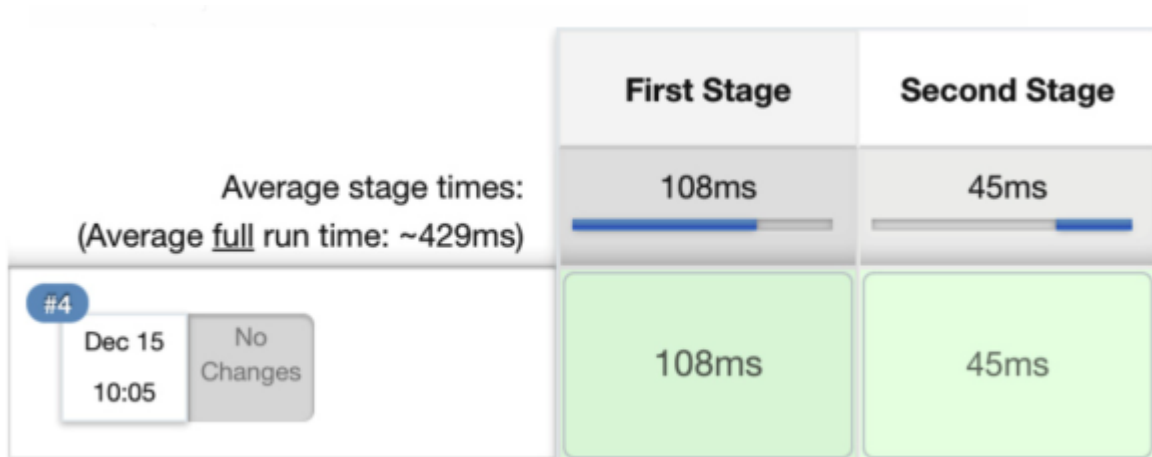 First Stage
Second Stage
Average stage times:
(Average full run time: ~429ms)
108ms
45ms
#4
Dec 15
10:05
No
Changes
108ms
45ms